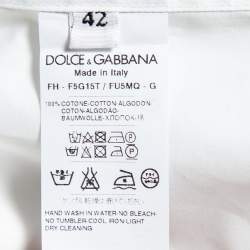 42
DOLCE & GABBANA
Made in Italy
FH - F5G15T / FU5MQ - G
100% COTONE-COTTON-ALGODON
COTON-ALGODAO-
BAUMWOLLE-ХЛОПОК-
HAND WASH IN WATER-NO BLEACH-
NO TUMBLER-COOL IRON-LIGHT
DRY CLEANING